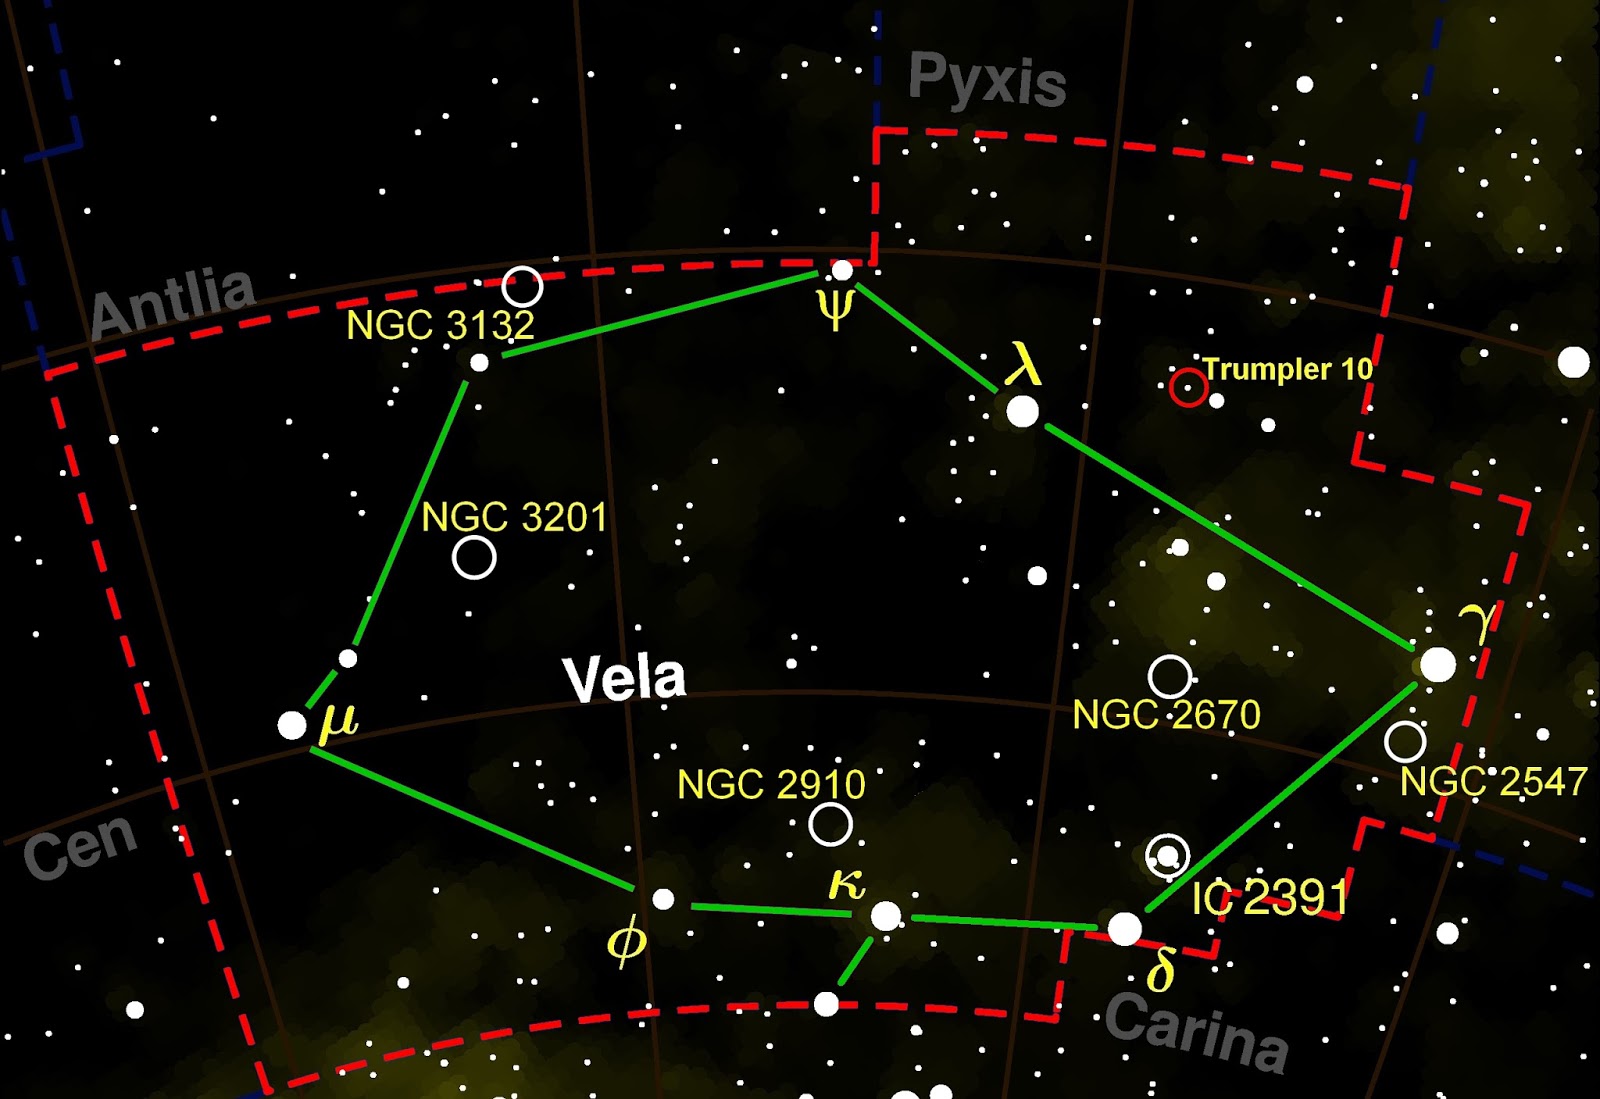 Pyxis
Antlia
NGC 3132
ψ
λ
Trumpler 10
NGC 3201
γ
Vela
μ
NGC 2670
NGC 2910
NGC 2547
Cen
κ
IC 2391
ϕ
δ
Carina